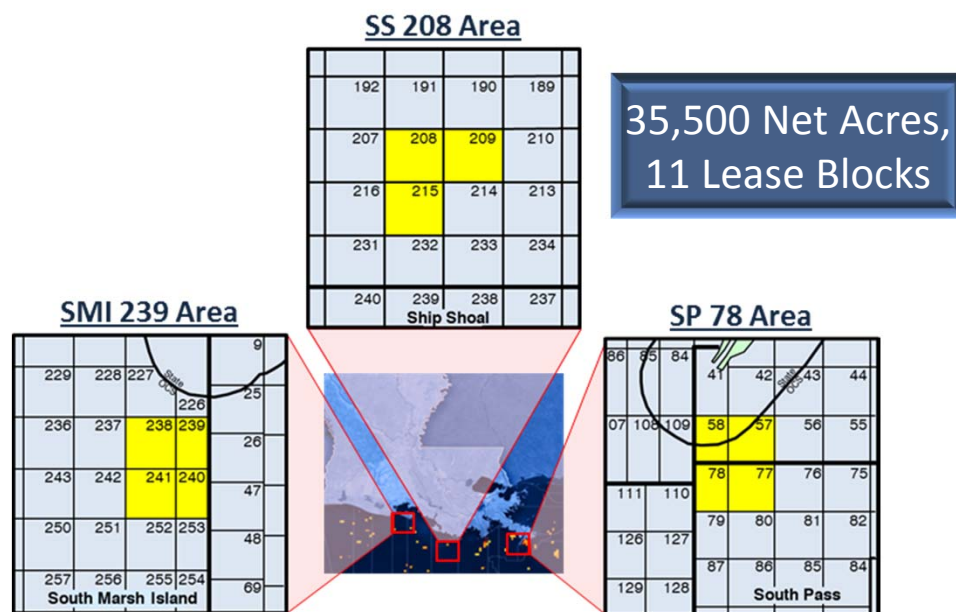 SS 208 Area
192 191 190 189
207 208 209 210
216 215 214 213
231 232 233 234
240 239 238 237
Ship Shoal
35,500 Net Acres,
11 Lease Blocks
SMI 239 Area
9
229 228 227
State
OCS
25
226
236 237 238 239
26
243 242 241 240
47
250 251 252 253
48
257 256 255 254
69
South Marsh Island
SP 78 Area
86 85 84
41 42 43 44
State
OCS
07 108 109 58 57 56 55
78 77 76 75
111 110
79 80 81 82
126 127
87 86 85 84
129 128
South Pass